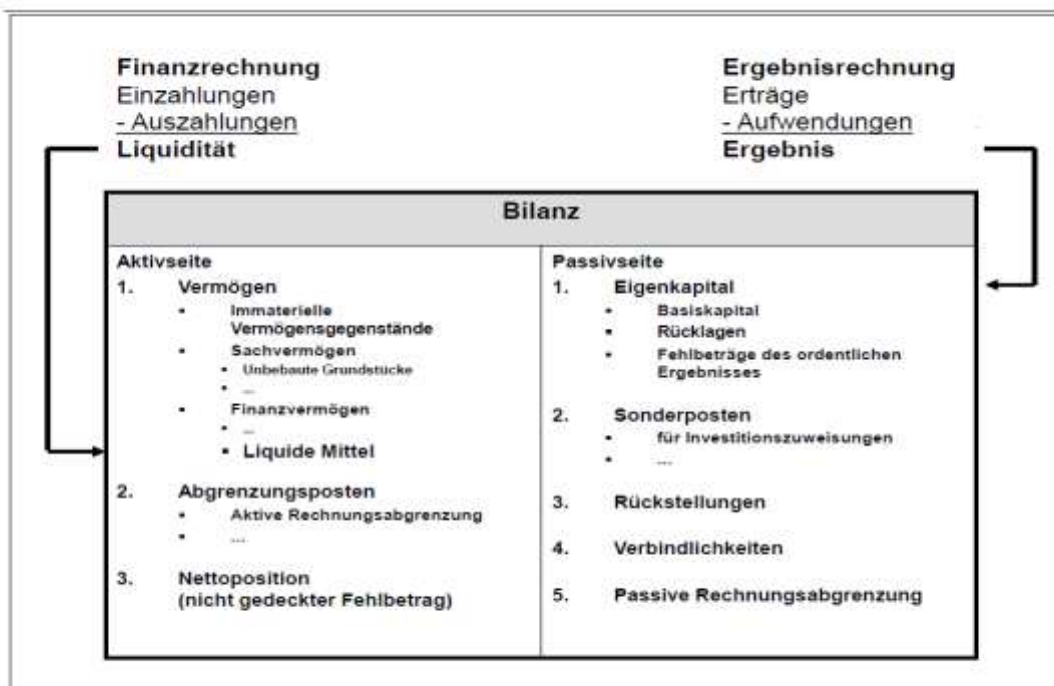 Finanzrechnung
Einzahlungen
- Auszahlungen
Liquidität
Ergebnisrechnung
Erträge
- Aufwendungen
Ergebnis
Bilanz
Aktivseite
1. Vermögen
▪ Immaterielle
Vermögensgegenstände
▪ Sachvermögen
▪ Unbebaute Grundstücke
▪ ...
▪ Finanzvermögen
▪ ...
▪ Liquide Mittel
2. Abgrenzungsposten
▪ Aktive Rechnungsabgrenzung
▪ ...
3. Nettoposition
(nicht gedeckter Fehlbetrag)
Passivseite
1. Eigenkapital
▪ Basiskapital
▪ Rücklagen
▪ Fehlbeträge des ordentlichen
Ergebnisses
2. Sonderposten
▪ für Investitionszuweisungen
▪ ...
3. Rückstellungen
4. Verbindlichkeiten
5. Passive Rechnungsabgrenzung